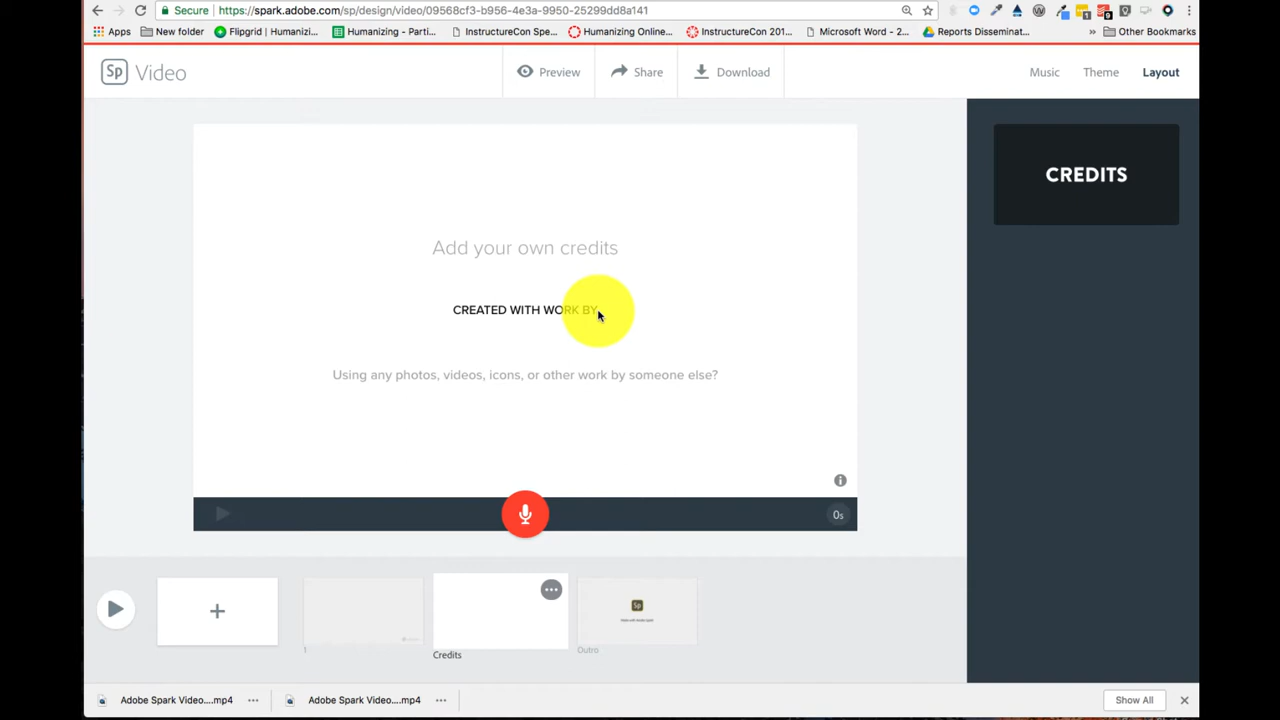 Secure https://spark.adobe.com/sp/design/video/09568cf3-b956-4e3a-9950-25299dd8a141
Apps New folder Flipgrid | Humanizi... Humanizing - Parti... InstructureCon Spe... Humanizing Online... InstructureCon 201... Microsoft Word - 2... Reports Disseminat... » Other Bookmarks
Sp Video Preview Share Download Music Theme Layout
CREDITS
Add your own credits
CREATED WITH WORK BY
Using any photos, videos, icons, or other work by someone else?
0s
Sp
1
Credits
Outro
Adobe Spark Video....mp4 Adobe Spark Video....mp4 Show All